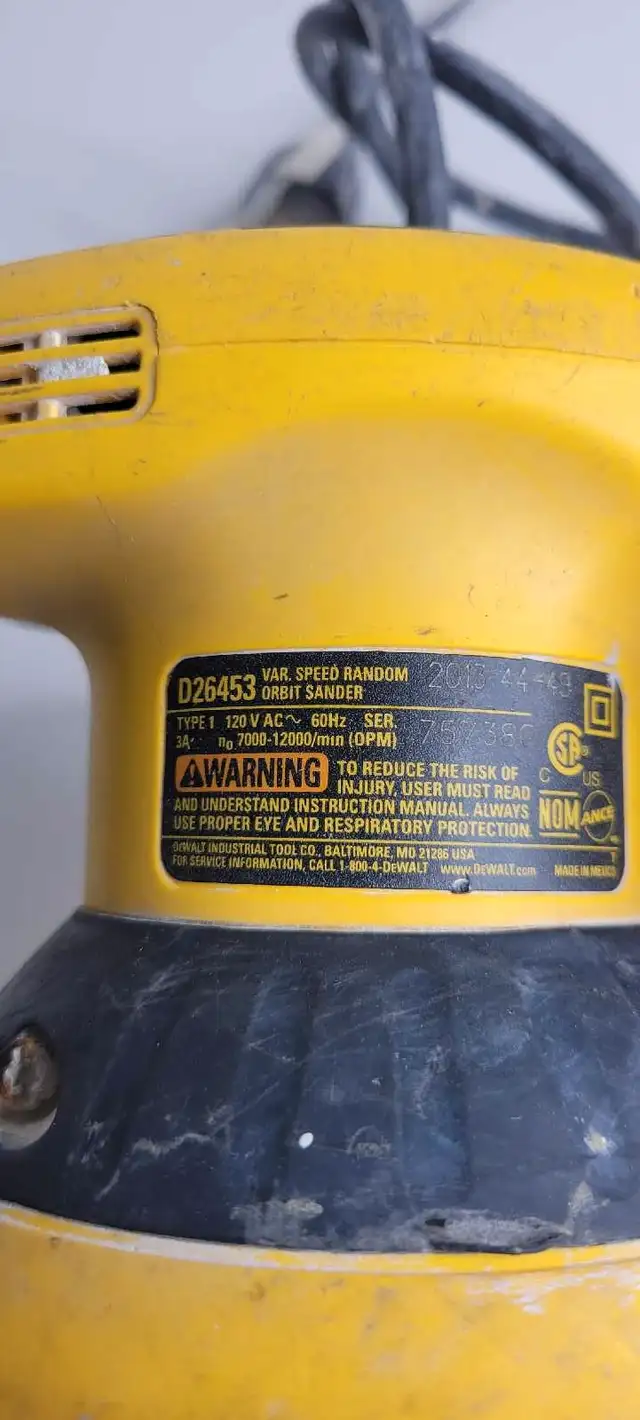 D26453 VAR. SPEED RANDOM
ORBIT SANDER
2013 44-49
TYPE 1 120 V AC~ 60Hz SER.
3A n₀ 7000-12000/min (OPM)
⚠WARNING TO REDUCE THE RISK OF
INJURY, USER MUST READ
AND UNDERSTAND INSTRUCTION MANUAL. ALWAYS
USE PROPER EYE AND RESPIRATORY PROTECTION.
DEWALT INDUSTRIAL TOOL CO., BALTIMORE, MD 21286 USA
FOR SERVICE INFORMATION, CALL 1-800-4-DEWALT www.DeWALT.com
SA
C US
NOM ANCE
MADE IN MEXICO